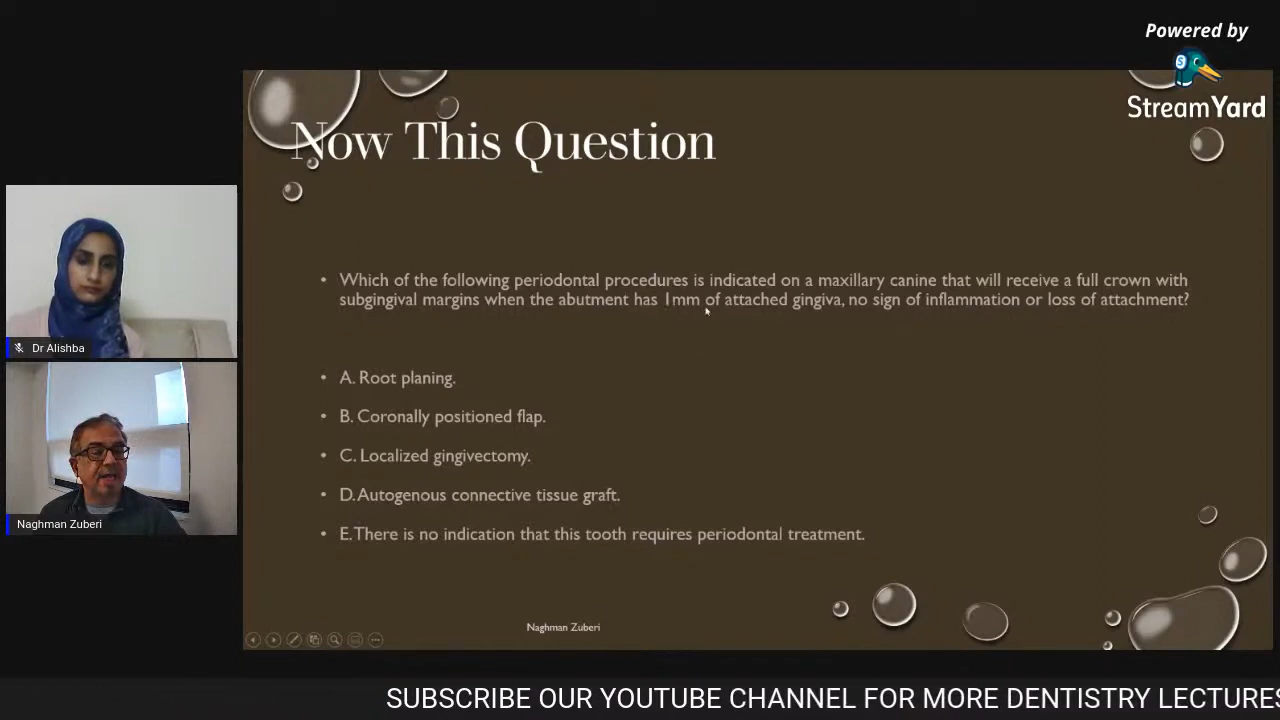 Powered by
StreamYard
Now This Question
• Which of the following periodontal procedures is indicated on a maxillary canine that will receive a full crown with
subgingival margins when the abutment has 1mm of attached gingiva, no sign of inflammation or loss of attachment?
• A. Root planing.
• B. Coronally positioned flap.
• C. Localized gingivectomy.
• D. Autogenous connective tissue graft.
• E. There is no indication that this tooth requires periodontal treatment.
Naghman Zuberi
Dr Alishba
Naghman Zuberi
SUBSCRIBE OUR YOUTUBE CHANNEL FOR MORE DENTISTRY LECTURES